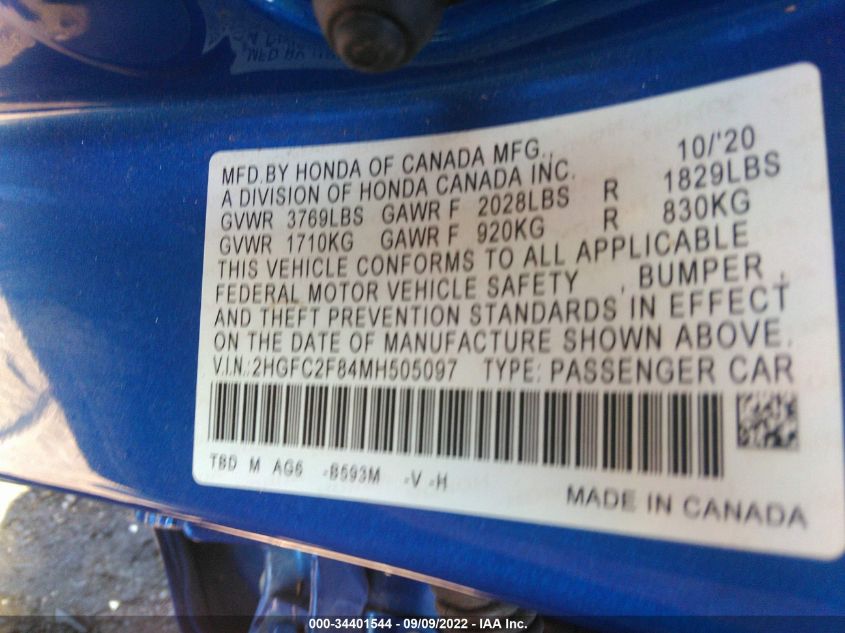 MFD.BY HONDA OF CANADA MFG., 10/'20
A DIVISION OF HONDA CANADA INC.
GVWR 3769LBS GAWR F 2028LBS R 1829LBS
GVWR 1710KG GAWR F 920KG R 830KG
THIS VEHICLE CONFORMS TO ALL APPLICABLE
FEDERAL MOTOR VEHICLE SAFETY , BUMPER ,
AND THEFT PREVENTION STANDARDS IN EFFECT
ON THE DATE OF MANUFACTURE SHOWN ABOVE.
V.I.N.:2HGFC2F84MH505097 TYPE: PASSENGER CAR
TBD M AG6 -B593M -V -H
MADE IN CANADA
000-34401544 - 09/09/2022 - IAA Inc.